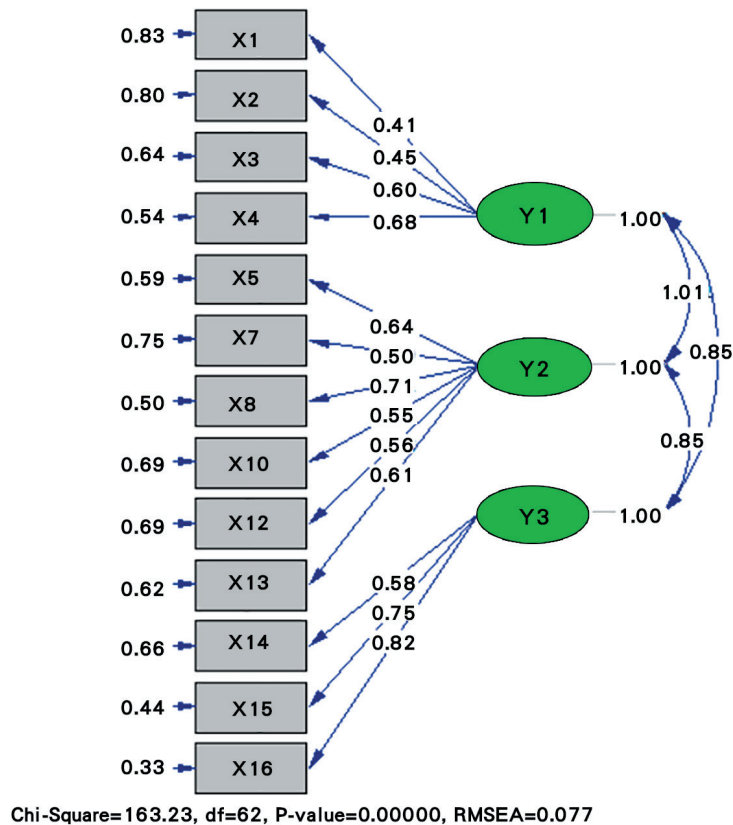 0.83 X1
0.80 X2
0.64 X3
0.54 X4
0.59 X5
0.75 X7
0.50 X8
0.69 X10
0.69 X12
0.62 X13
0.66 X14
0.44 X15
0.33 X16
0.41
0.45
0.60
0.68
0.64
0.50
0.71
0.55
0.56
0.61
0.58
0.75
0.82
Y1 1.00
Y2 1.00
Y3 1.00
1.01
0.85
0.85
Chi-Square=163.23, df=62, P-value=0.00000, RMSEA=0.077